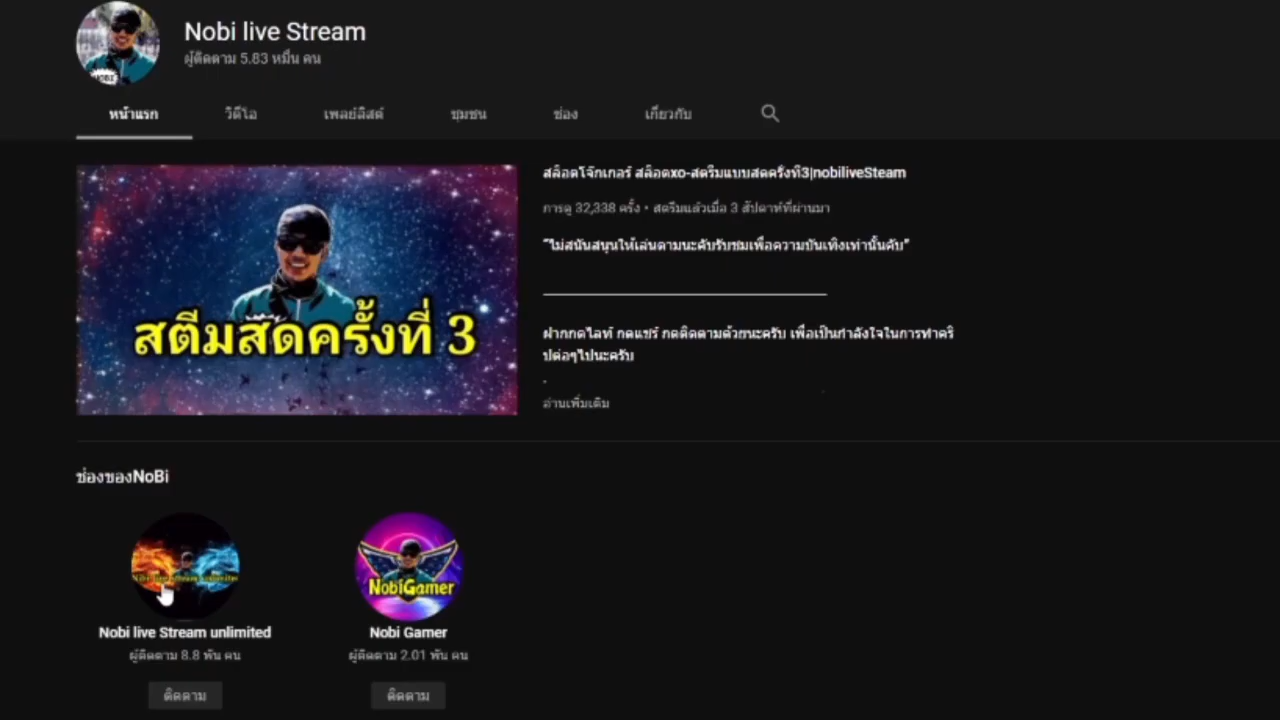 Nobi live Stream
ผู้ติดตาม 5.83 หมื่น คน
NOBI
หน้าแรก วิดีโอ เพลย์ลิสต์ ชุมชน ช่อง เกี่ยวกับ
สล็อตโจ๊กเกอร์ สล็อตxo-สตรีมแบบสดครั้งที่3|nobiliveSteam
การดู 32,338 ครั้ง • สตรีมแล้วเมื่อ 3 สัปดาห์ที่ผ่านมา
“ไม่สนันสนุนให้เล่นตามนะคับรับชมเพื่อความบันเทิงเท่านั้นคับ”
สตีมสดครั้งที่ 3
ฝากกดไลท์ กดแชร์ กดติดตามด้วยนะครับ เพื่อเป็นกำลังใจในการทำคริ
ปต่อๆไปนะครับ
.
อ่านเพิ่มเติม
ช่องของNoBi
Nobi live stream unlimited
NobiGamer
Nobi live Stream unlimited Nobi Gamer
ผู้ติดตาม 8.8 พัน คน ผู้ติดตาม 2.01 พัน คน
ติดตาม ติดตาม